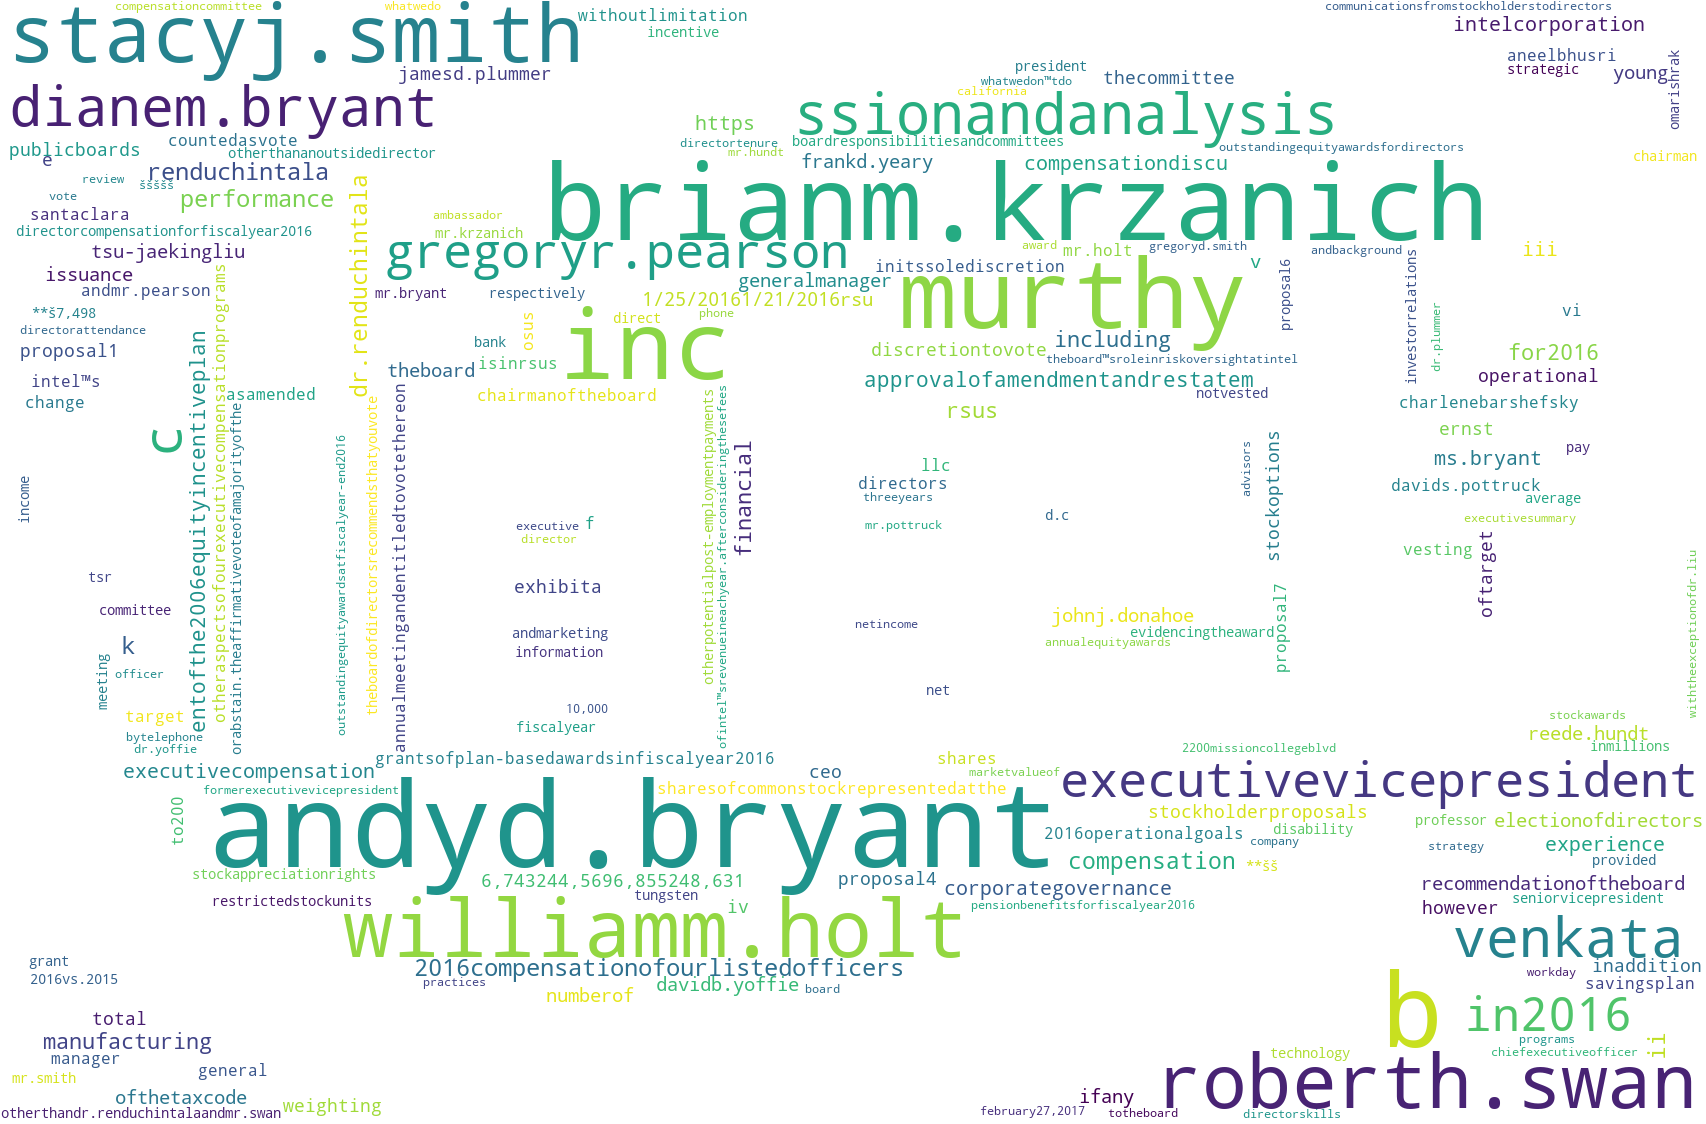 compensationcommittee
whatwedo
communicationsfromstockholderstodirectors
stacyj.smith
withoutlimitation
incentive
intelcorporation
jamesd.plummer
president
whatwedon™tdo
thecommittee
california
aneelbhusri
strategic
young
omarishrak
dianem.bryant
ssionandanalysis
https
countedasvote
publicboards
e
otherthananoutsidedirector
directortenure
mr.hundt
boardresponsibilitiesandcommittees
outstandingequityawardsfordirectors
chairman
renduchintala
frankd.yeary
compensationdiscu
review
šššš
vote
performance
brianm.krzanich
dr.renduchintala
santaclara
ambassador
mr.krzanich
directorcompensationforfiscalyear2016
tsu-jaekingliu
gregoryr.pearson
award
mr.holt
gregoryd.smith
v
andbackground
iii
issuance
initssolediscretion
murthy
proposal6
investorrelations
andmr.pearson
mr.bryant
respectively
generalmanager
1/25/20161/21/2016rsu
otheraspectsofourexecutivecompensationprograms
**š7,498
directorattendance
osus
direct
phone
inc
vi
proposal1
bank
isinrsus
including
discretiontovote
theboard™sroleinriskoversightatintel
dr.plummer
for2016
intel™s
change
theboard
approvalofamendmentandrestatem
operational
asamended
chairmanoftheboard
notvested
rsus
charlenebarshefsky
c
entofthe2006equityincentiveplan
orabstain.theaffirmativevoteofamajorityofthe
outstandingequityawardsatfiscalyear-end2016
theboardofdirectorsrecommendsthatyouvote
annualmeetingandentitledtovotethereon
otherpotentialpost-employmentpayments
ofintel™srevenueineachyear.afterconsideringthesefees
financial
llc
directors
threeyears
advisors
stockoptions
ernst
pay
ms.bryant
davids.pottruck
average
income
executive
f
director
mr.pottruck
d.c
executivesummary
vesting
oftarget
withtheexceptionofdr.liu
tsr
exhibita
committee
johnj.donahoe
proposal7
netincome
evidencingtheaward
annualequityawards
k
andmarketing
information
meeting
officer
net
target
10,000
fiscalyear
stockawards
reede.hundt
bytelephone
dr.yoffie
inmillions
grantsofplan-basedawardsinfiscalyear2016
shares
2200missioncollegeblvd
executivecompensation
ceo
marketvalueof
executivevicepresident
formerexecutivevicepresident
sharesofcommonstockrepresentedatthe
to200
andyd.bryant
stockholderproposals
2016operationalgoals
disability
company
professor
electionofdirectors
strategy
experience
provided
compensation
**šš
stockappreciationrights
6,743244,5696,855248,631
proposal4
corporategovernance
recommendationoftheboard
restrictedstockunits
tungsten
iv
pensionbenefitsforfiscalyear2016
however
seniorvicepresident
williamm.holt
venkata
grant
2016vs.2015
2016compensationofourlistedofficers
workday
inaddition
practices
davidb.yoffie
board
savingsplan
numberof
b
in2016
total
manufacturing
manager
programs
ii
technology
chiefexecutiveofficer
general
mr.smith
roberth.swan
ofthetaxcode
weighting
ifany
otherthandr.renduchintalaandmr.swan
february27,2017
totheboard
directorskills